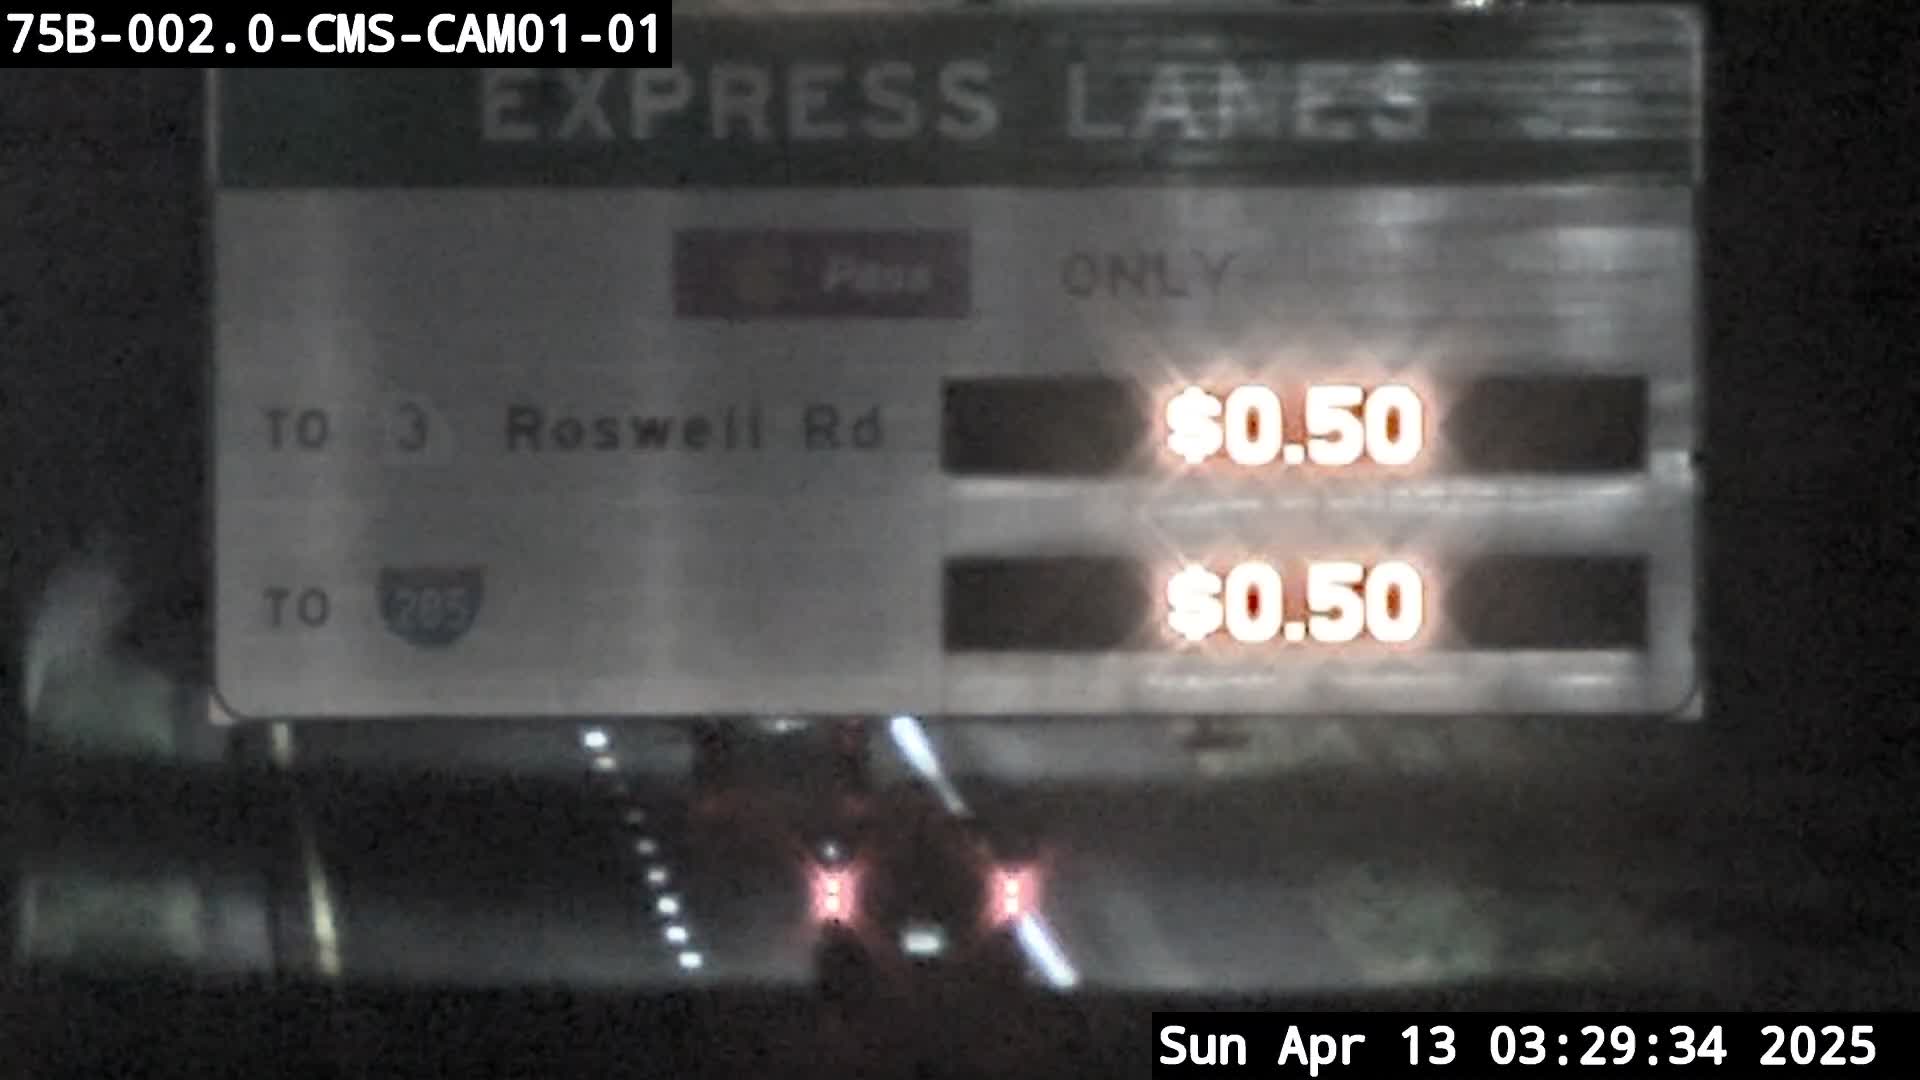 75B-002.0-CMS-CAM01-01
EXPRESS LANES
Pass ONLY
TO 3 Roswell Rd $0.50
TO 285 $0.50
Sun Apr 13 03:29:34 2025